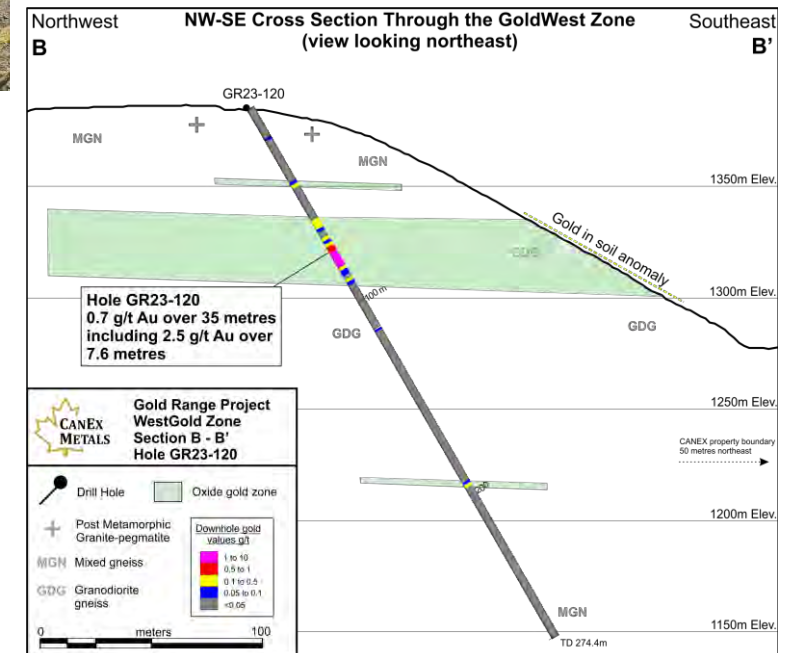 Northwest
NW-SE Cross Section Through the GoldWest Zone
Southeast
B
(view looking northeast)
B'
GR23-120
MGN
MGN
1350m Elev.
Gold in soil anomaly
GDG
1300m Elev.
Hole GR23-120
0.7 g/t Au over 35 metres
including 2.5 g/t Au over
7.6 metres
100m
GDG
GDG
1250m Elev.
CANEX property boundary
50 metres northeast
200
1200m Elev.
MGN
1150m Elev.
TD 274.4m
CANEX
METALS
Gold Range Project
WestGold Zone
Section B - B'
Hole GR23-120
Drill Hole
Oxide gold zone
Post Metamorphic
Granite-pegmatite
MGN Mixed gneiss
GDG Granodiorite
gneiss
Downhole gold
values g/t
1 to 10
0.5 to 1
0.1 to 0.5
0.05 to 0.1
<0.05
0 meters 100